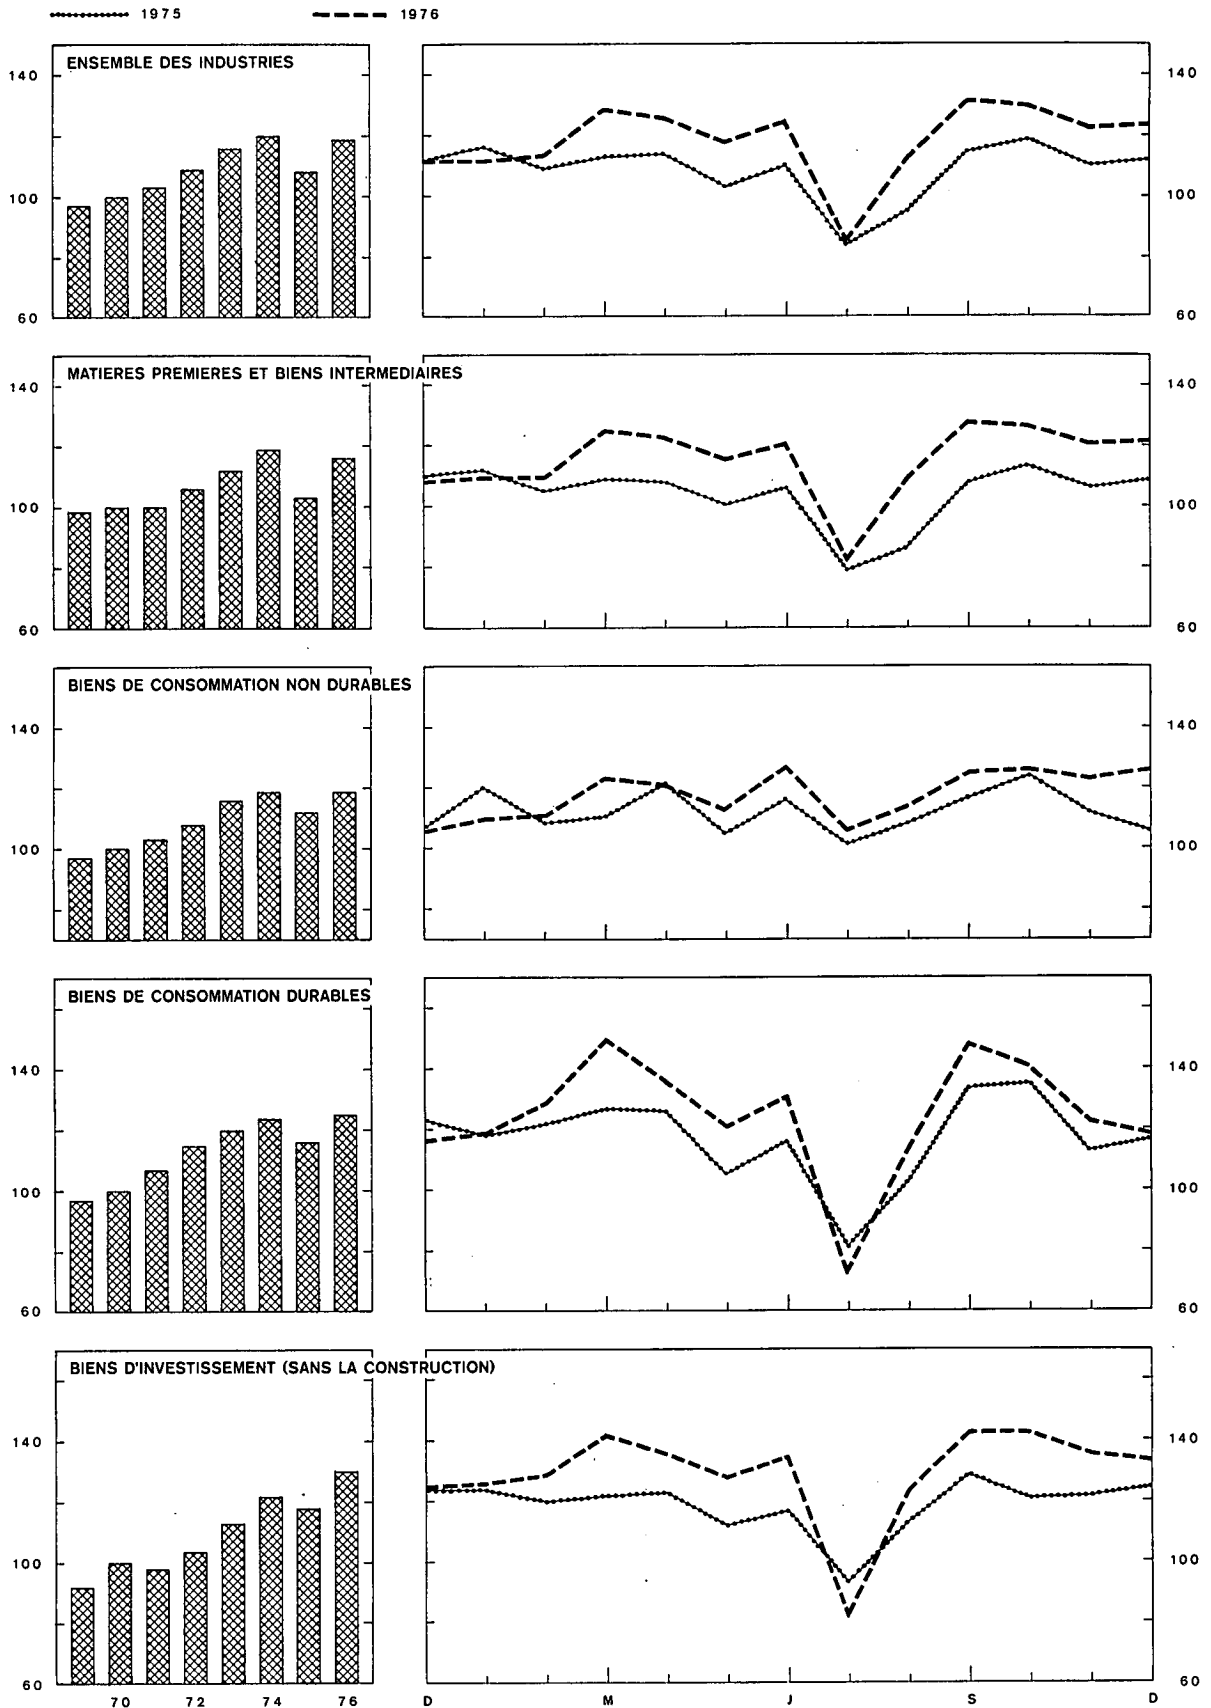 1975 1976
ENSEMBLE DES INDUSTRIES
140 140
100 100
60 60
MATIERES PREMIERES ET BIENS INTERMEDIAIRES
140 140
100 100
60 60
BIENS DE CONSOMMATION NON DURABLES
140 140
100 100
BIENS DE CONSOMMATION DURABLES
140 140
100 100
60 60
BIENS D'INVESTISSEMENT (SANS LA CONSTRUCTION)
140 140
100 100
60 60
70 72 74 76 D M J S D